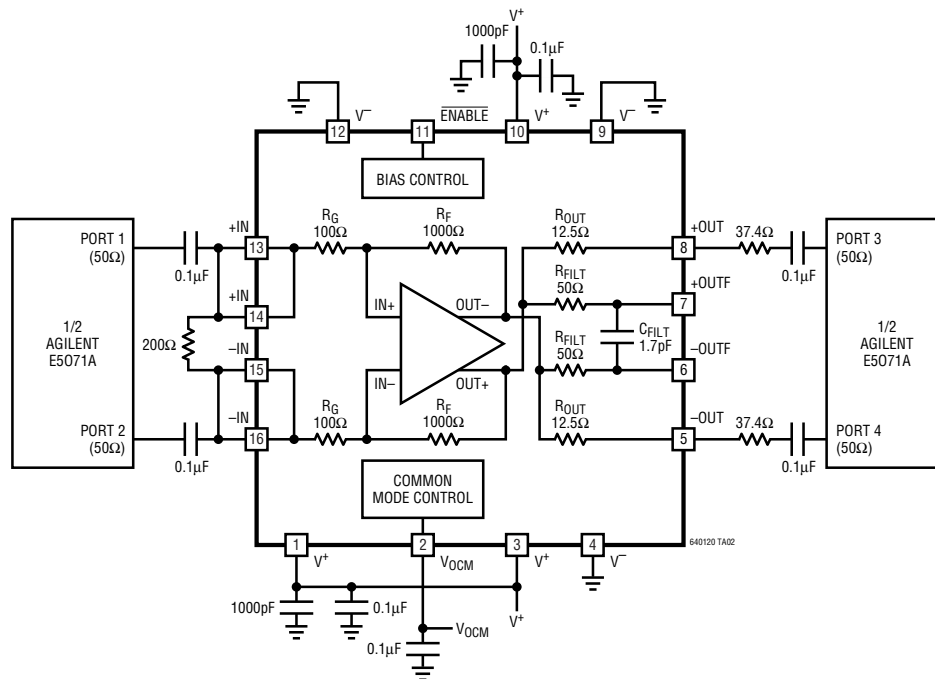 V+
1000pF
0.1µF
V–
ENABLE
V+
V–
12
11
10
9
BIAS CONTROL
PORT 1
(50Ω)
0.1µF
+IN
13
RG
100Ω
RF
1000Ω
ROUT
12.5Ω
+OUT
8
37.4Ω
0.1µF
PORT 3
(50Ω)
RFILT
50Ω
+OUTF
7
+IN
14
IN+
OUT–
CFILT
1.7pF
1/2
AGILENT
E5071A
200Ω
–IN
15
RFILT
50Ω
–OUTF
6
1/2
AGILENT
E5071A
IN–
OUT+
PORT 2
(50Ω)
0.1µF
–IN
16
RG
100Ω
RF
1000Ω
ROUT
12.5Ω
–OUT
5
37.4Ω
0.1µF
PORT 4
(50Ω)
COMMON
MODE CONTROL
640120 TA02
1
2
3
4
V+
VOCM
V+
V–
1000pF
0.1µF
V+
VOCM
0.1µF